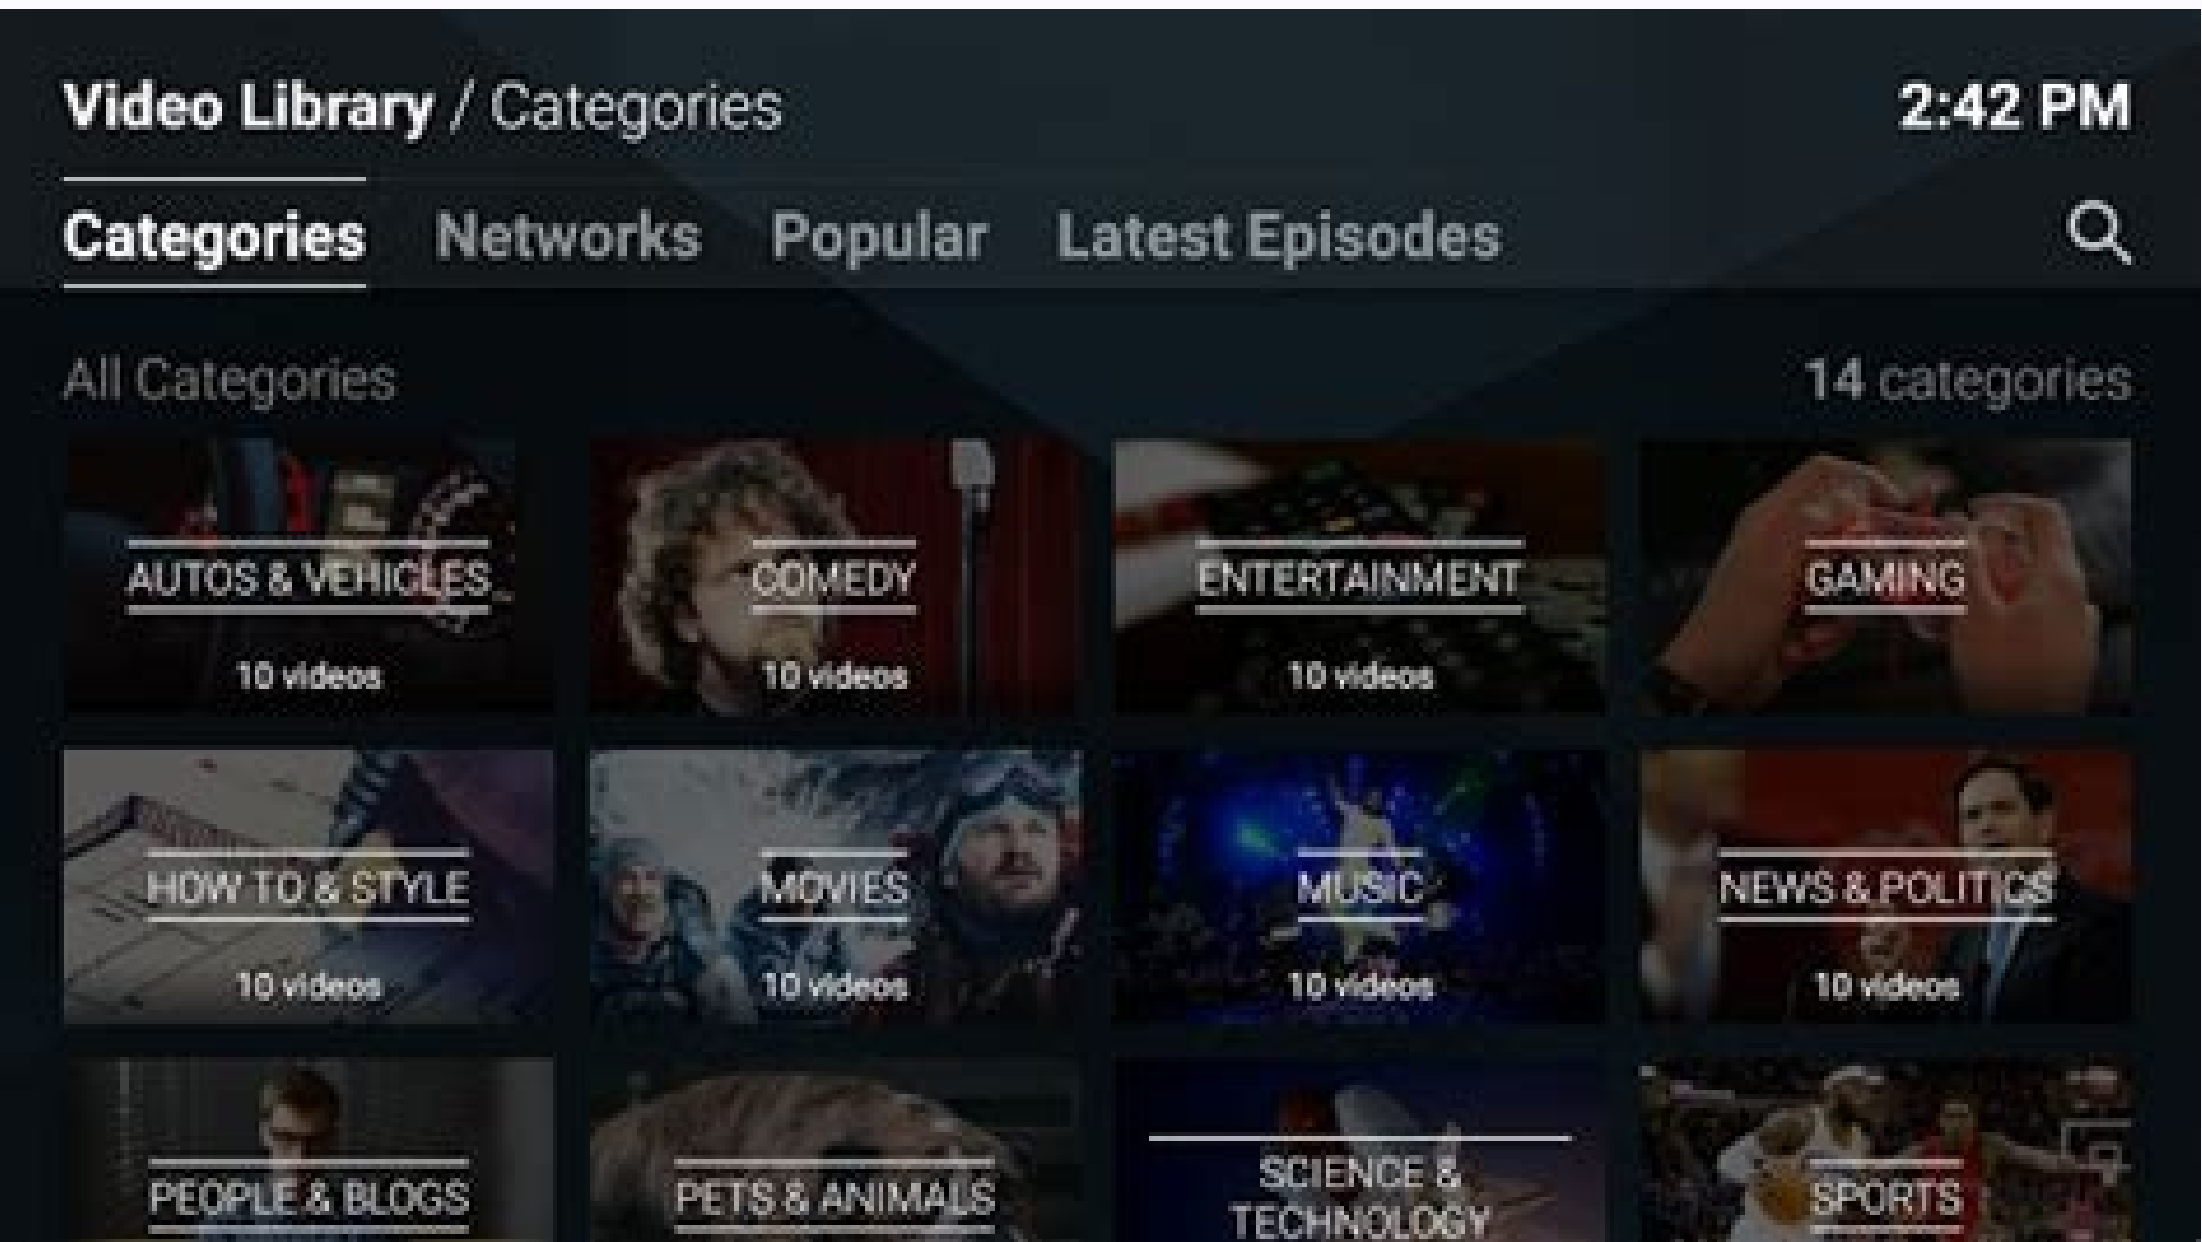 Video Library / Categories
2:42 PM
Categories Networks Popular Latest Episodes
All Categories
14 categories
AUTOS & VEHICLES
10 videos
COMEDY
10 videos
ENTERTAINMENT
10 videos
GAMING
HOW TO & STYLE
10 videos
MOVIES
10 videos
MUSIC
10 videos
NEWS & POLITICS
10 videos
PEOPLE & BLOGS
PETS & ANIMALS
SCIENCE &
TECHNOLOGY
SPORTS